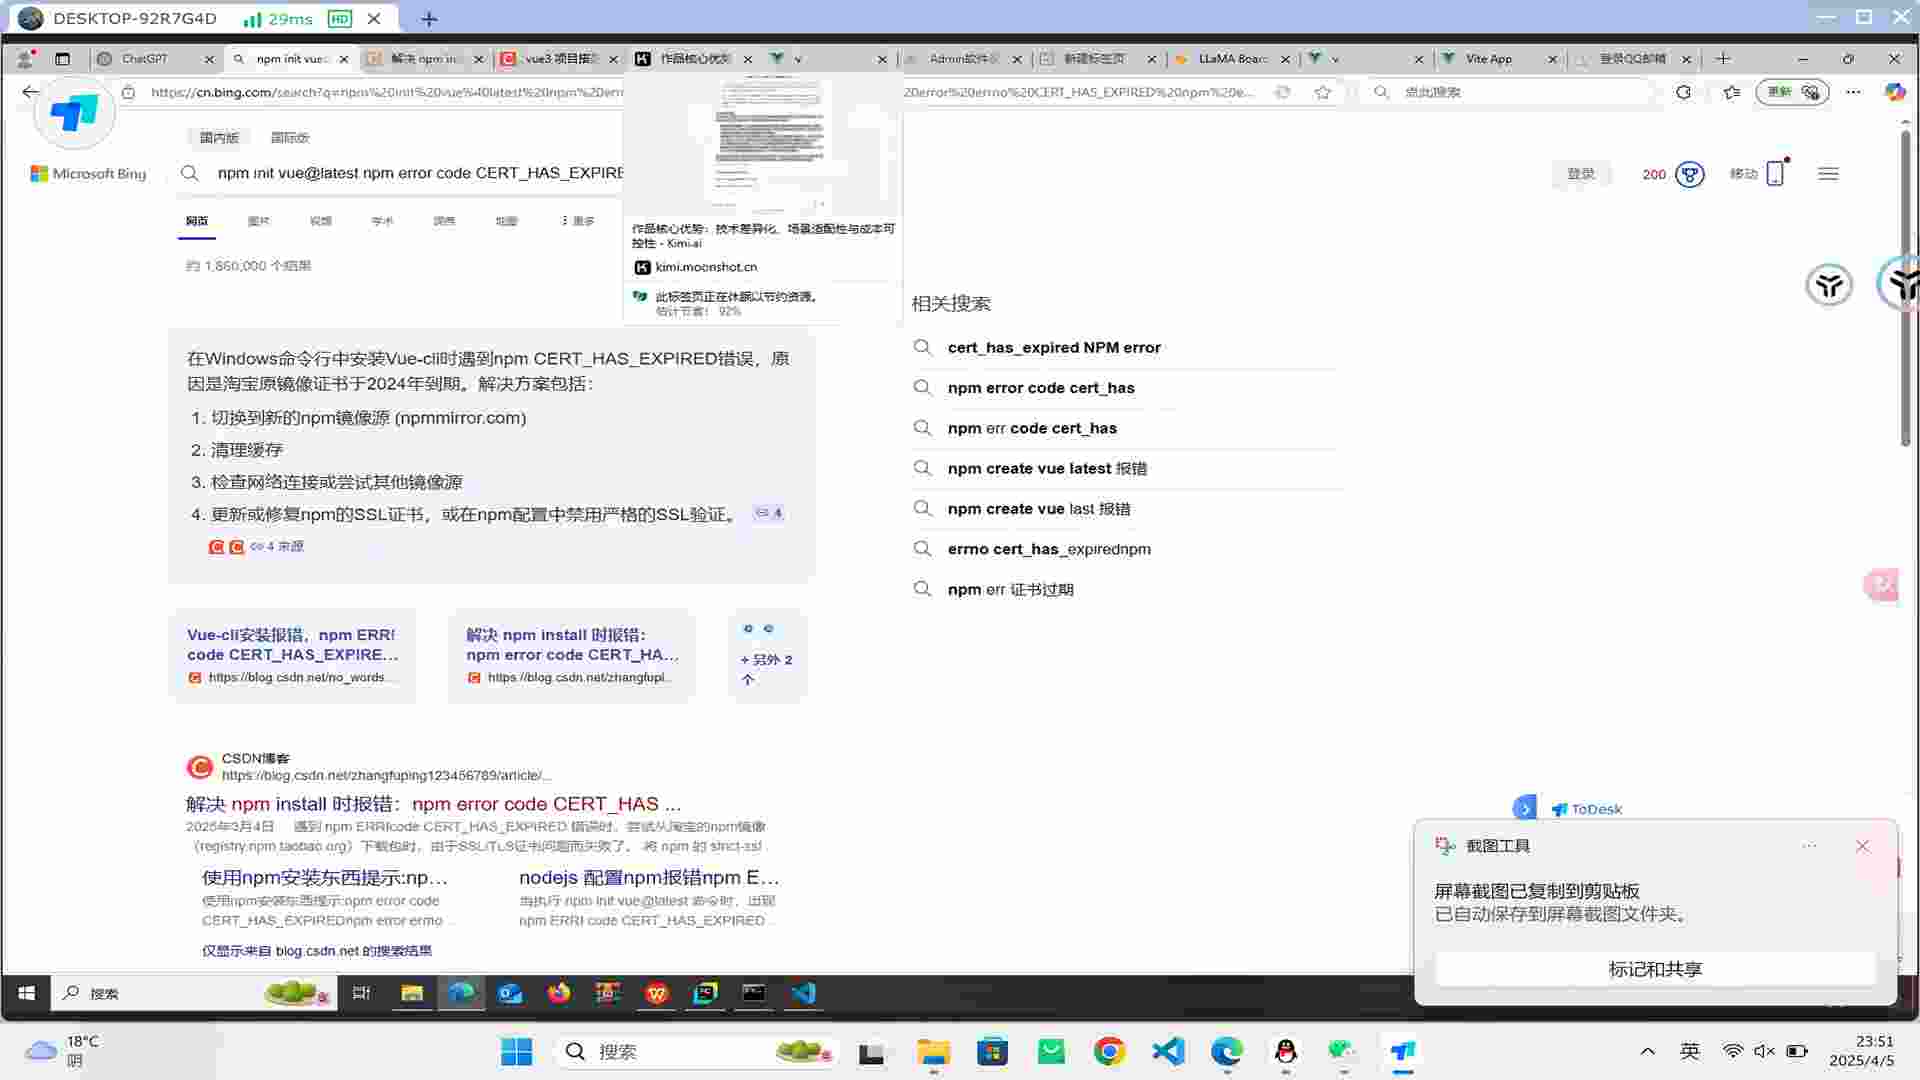 DESKTOP-92R7G4D
29ms
HD
ChatGPT
npm init vue
解决 npm in
vue3 项目搭
作品核心优势
v
Admin软件
新建标签页
LLaMA Boar
v
Vite App
登录QQ邮箱
https://cn.bing.com/search?q=npm%20init%20vue%40latest%20npm%20err
20error%20errno%20CERT_HAS_EXPIRED%20npm%20e...
点此搜索
更新
国内版
国际版
Microsoft Bing
npm init vue@latest npm error code CERT_HAS_EXPIRE
登录
200
移动
网页
图片
视频
学术
词典
地图
更多
约 1,860,000 个结果
作品核心优势：技术差异化、场景适配性与成本可
控性 - Kimi.ai
kimi.moonshot.cn
此标签页正在休眠以节约资源。
估计节省： 92%
在Windows命令行中安装Vue-cli时遇到npm CERT_HAS_EXPIRED错误，原
因是淘宝原镜像证书于2024年到期。解决方案包括：
1. 切换到新的npm镜像源 (npmmirror.com)
2. 清理缓存
3. 检查网络连接或尝试其他镜像源
4. 更新或修复npm的SSL证书，或在npm配置中禁用严格的SSL验证。 4
4 来源
Vue-cli安装报错，npm ERR!
code CERT_HAS_EXPIRE...
https://blog.csdn.net/no_words...
解决 npm install 时报错：
npm error code CERT_HA...
https://blog.csdn.net/zhangfupi...
+ 另外 2
个
CSDN博客
https://blog.csdn.net/zhangfuping123456789/article/...
解决 npm install 时报错：npm error code CERT_HAS ...
2025年3月4日 遇到 npm ERR!code CERT_HAS_EXPIRED 错误时，尝试从淘宝的npm镜像
（registry.npm.taobao.org）下载包时，由于SSL/TLS证书问题而失败了。 将 npm 的 strict-ssl
使用npm安装东西提示:np...
使用npm安装东西提示:npm error code
CERT_HAS_EXPIREDnpm error errno ...
nodejs 配置npm报错npm E...
当执行 npm init vue@latest 命令时，出现
npm ERR! code CERT_HAS_EXPIRED ...
仅显示来自 blog.csdn.net 的搜索结果
相关搜索
cert_has_expired NPM error
npm error code cert_has
npm err code cert_has
npm create vue latest 报错
npm create vue last 报错
errno cert_has_expirednpm
npm err 证书过期
ToDesk
截图工具
屏幕截图已复制到剪贴板
已自动保存到屏幕截图文件夹。
标记和共享
搜索
18°C
阴
搜索
英
23:51
2025/4/5